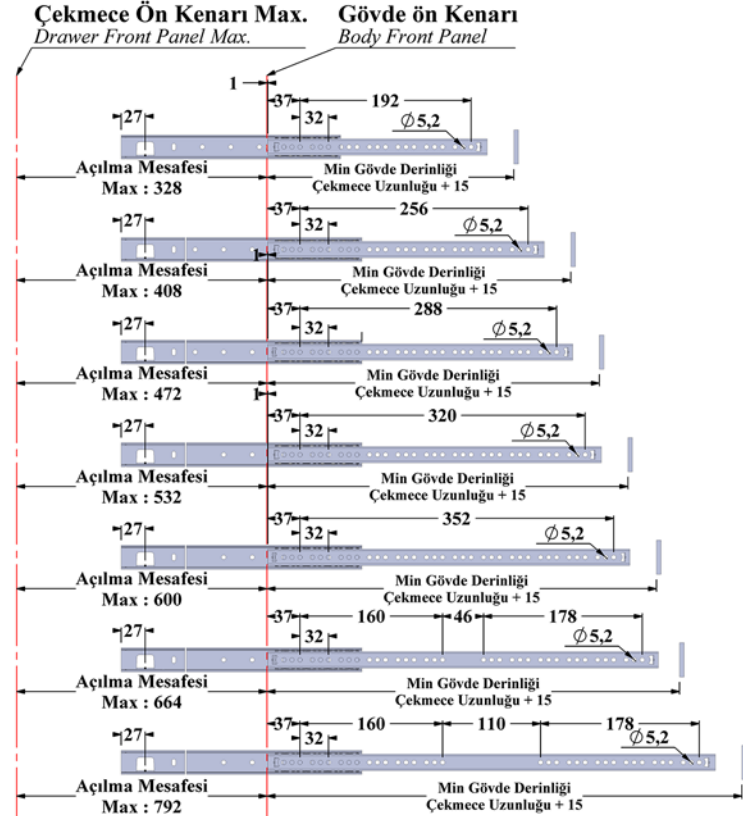 Çekmece Ön Kenarı Max. Gövde ön Kenarı
Drawer Front Panel Max. Body Front Panel
1
37 192
27 32 Ø5,2
Açılma Mesafesi Min Gövde Derinliği
Max : 328 Çekmece Uzunluğu + 15
37 256
27 32 Ø5,2
1
Açılma Mesafesi Min Gövde Derinliği
Max : 408 Çekmece Uzunluğu + 15
37 288
27 32 Ø5,2
Açılma Mesafesi Min Gövde Derinliği
Max : 472 Çekmece Uzunluğu + 15
1
37 320
27 32 Ø5,2
Açılma Mesafesi Min Gövde Derinliği
Max : 532 Çekmece Uzunluğu + 15
37 352
27 32 Ø5,2
Açılma Mesafesi Min Gövde Derinliği
Max : 600 Çekmece Uzunluğu + 15
37 160 46 178
27 32 Ø5,2
Açılma Mesafesi Min Gövde Derinliği
Max : 664 Çekmece Uzunluğu + 15
37 160 110 178
27 32 Ø5,2
Açılma Mesafesi Min Gövde Derinliği
Max : 792 Çekmece Uzunluğu + 15